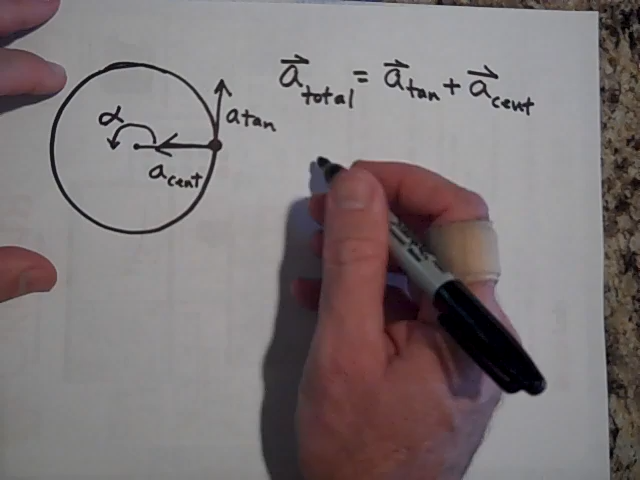 a⃗total = a⃗tan + a⃗cent
α
atan
acent